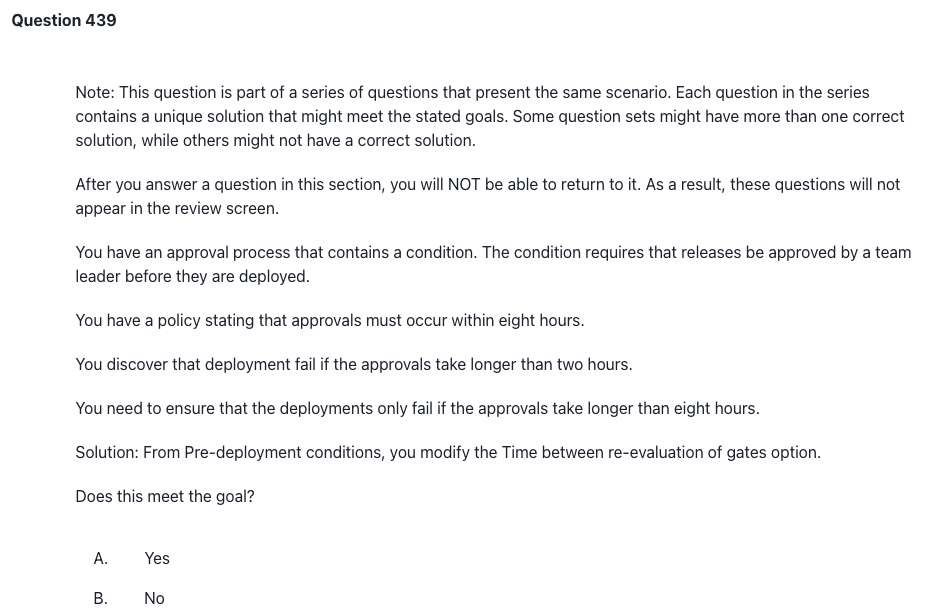 Question 439
Note: This question is part of a series of questions that present the same scenario. Each question in the series
contains a unique solution that might meet the stated goals. Some question sets might have more than one correct
solution, while others might not have a correct solution.
After you answer a question in this section, you will NOT be able to return to it. As a result, these questions will not
appear in the review screen.
You have an approval process that contains a condition. The condition requires that releases be approved by a team
leader before they are deployed.
You have a policy stating that approvals must occur within eight hours.
You discover that deployment fail if the approvals take longer than two hours.
You need to ensure that the deployments only fail if the approvals take longer than eight hours.
Solution: From Pre-deployment conditions, you modify the Time between re-evaluation of gates option.
Does this meet the goal?
A. Yes
B. No